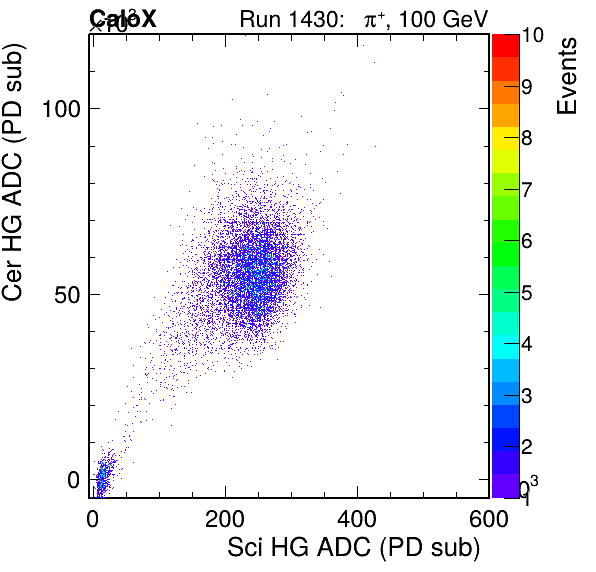 CaloX
×10³
Run 1430: π⁺, 100 GeV
Cer HG ADC (PD sub)
100
50
0
0 200 400 600
Sci HG ADC (PD sub)
10
9
8
7
6
5
4
3
2
1
Events